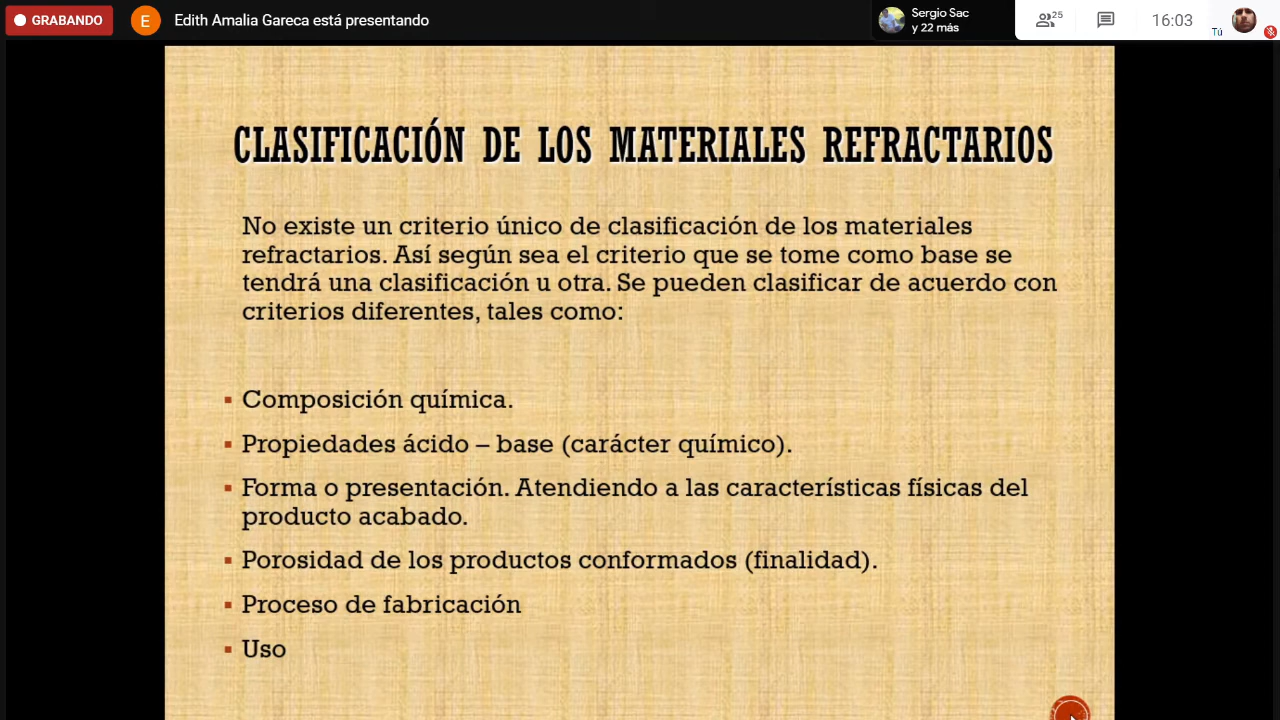 GRABANDO
E
Edith Amalia Gareca está presentando
Sergio Sac
y 22 más
25
16:03
Tú
CLASIFICACIÓN DE LOS MATERIALES REFRACTARIOS
No existe un criterio único de clasificación de los materiales
refractarios. Así según sea el criterio que se tome como base se
tendrá una clasificación u otra. Se pueden clasificar de acuerdo con
criterios diferentes, tales como:
▪ Composición química.
▪ Propiedades ácido – base (carácter químico).
▪ Forma o presentación. Atendiendo a las características físicas del
producto acabado.
▪ Porosidad de los productos conformados (finalidad).
▪ Proceso de fabricación
▪ Uso